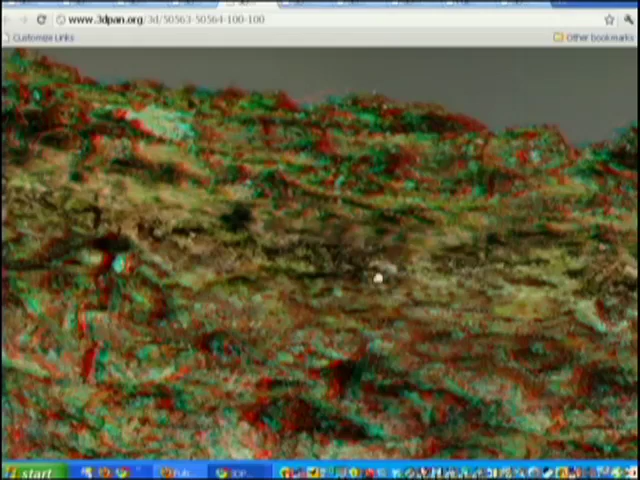 www.3dpan.org/3d/50563-50564-100-100
Customize Links
Other bookmarks
start